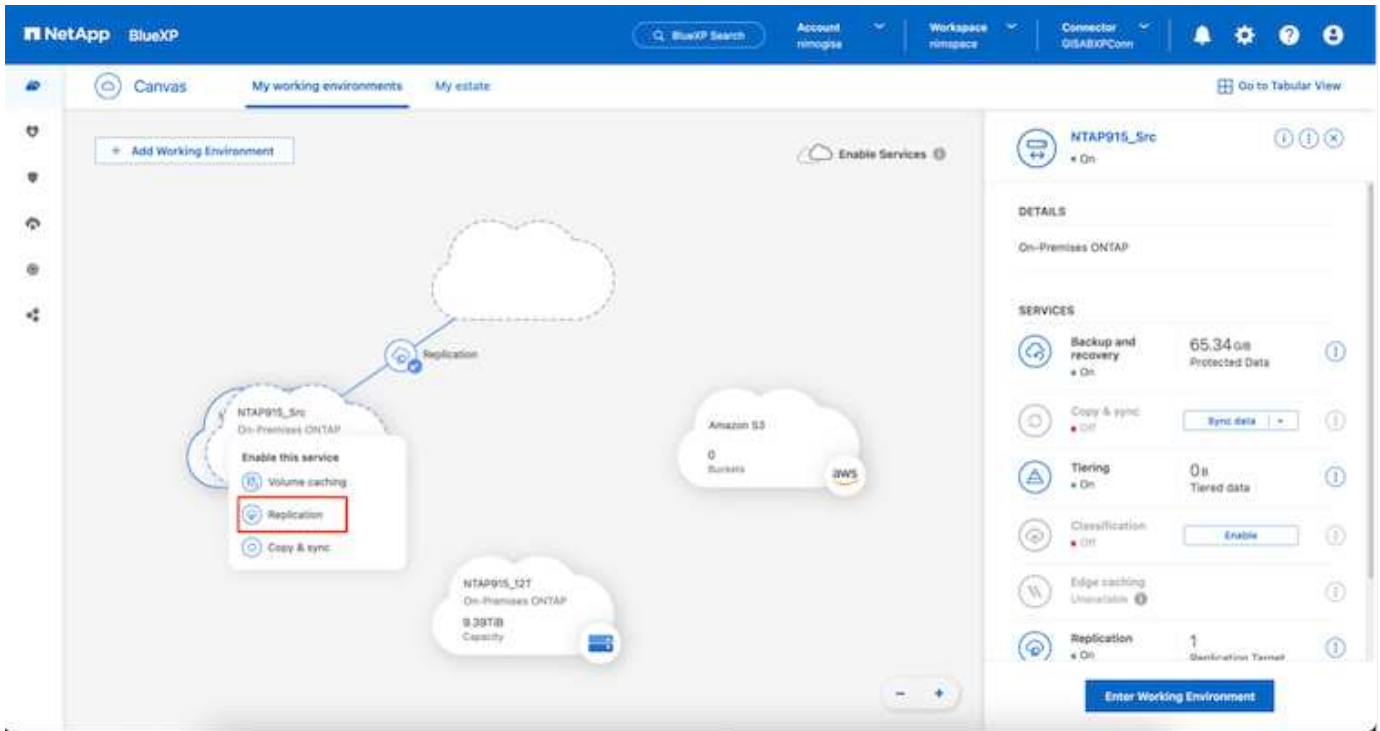 NetApp BlueXP
BlueXP Search
Account
nimogisa
Workspace
nimspace
Connector
GISABXPConn
Canvas
My working environments
My estate
Go to Tabular View
+ Add Working Environment
Enable Services
Replication
NTAP915_Src
On-Premises ONTAP
Enable this service
Volume caching
Replication
Copy & sync
Amazon S3
0
Buckets
aws
NTAP915_12T
On-Premises ONTAP
9.39TiB
Capacity
- +
NTAP915_Src
On
DETAILS
On-Premises ONTAP
SERVICES
Backup and recovery
On
65.34 GiB
Protected Data
Copy & sync
Off
Sync data
Tiering
On
0 B
Tiered data
Classification
Off
Enable
Edge caching
Unavailable
Replication
On
1
Replication Target
Enter Working Environment